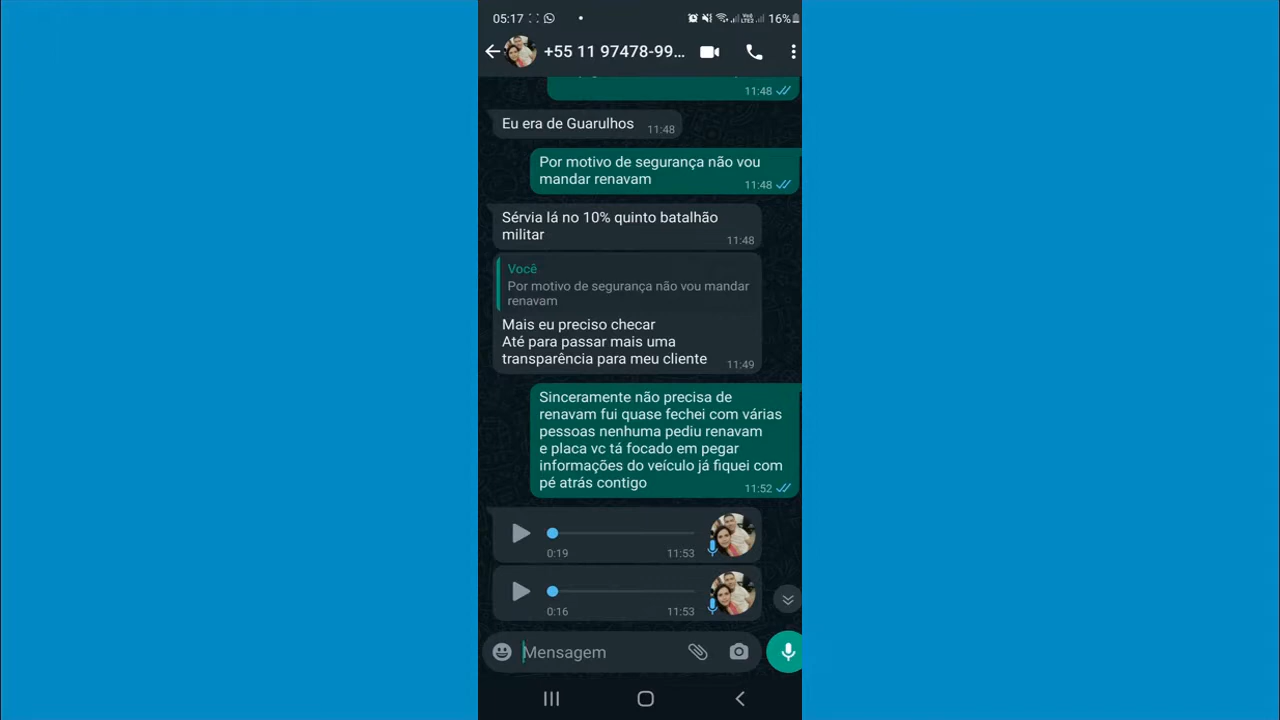 05:17
16%
+55 11 97478-99...
11:48
Eu era de Guarulhos
11:48
Por motivo de segurança não vou
mandar renavam
11:48
Sérvia lá no 10% quinto batalhão
militar
11:48
Você
Por motivo de segurança não vou mandar
renavam
Mais eu preciso checar
Até para passar mais uma
transparência para meu cliente
11:49
Sinceramente não precisa de
renavam fui quase fechei com várias
pessoas nenhuma pediu renavam
e placa vc tá focado em pegar
informações do veículo já fiquei com
pé atrás contigo
11:52
0:19
11:53
0:16
11:53
Mensagem